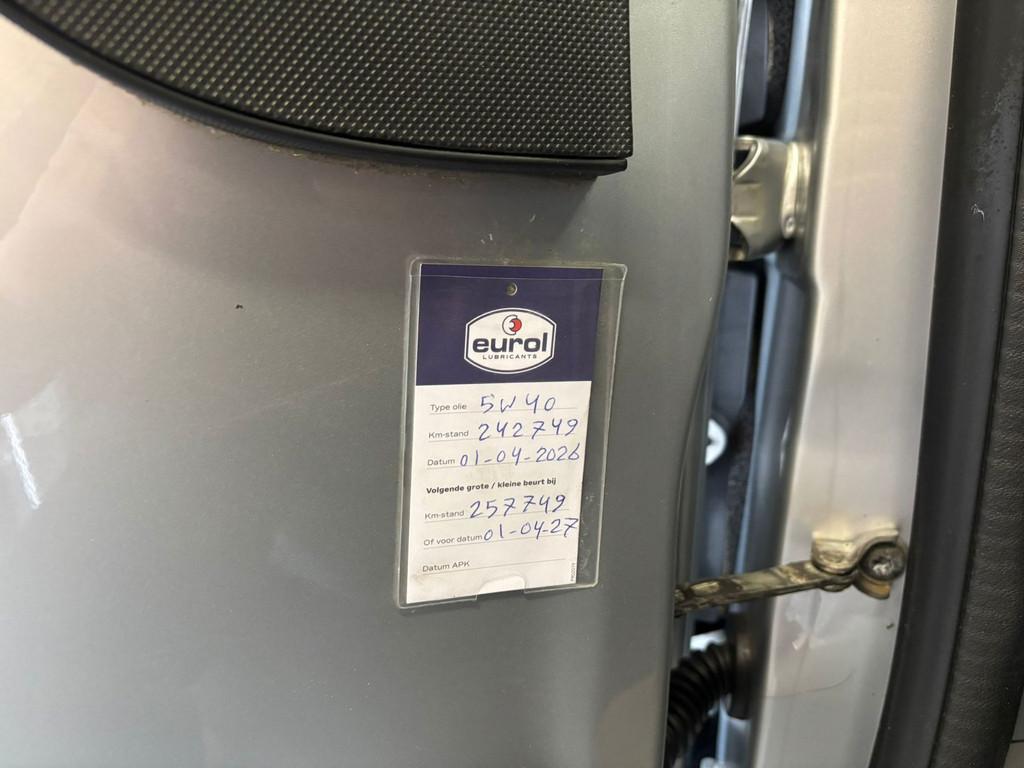 eurol
LUBRICANTS
Type olie 5W40
Km-stand 242749
Datum 01-04-2026
Volgende grote / kleine beurt bij
Km-stand 257749
Of voor datum 01-04-27
Datum APK